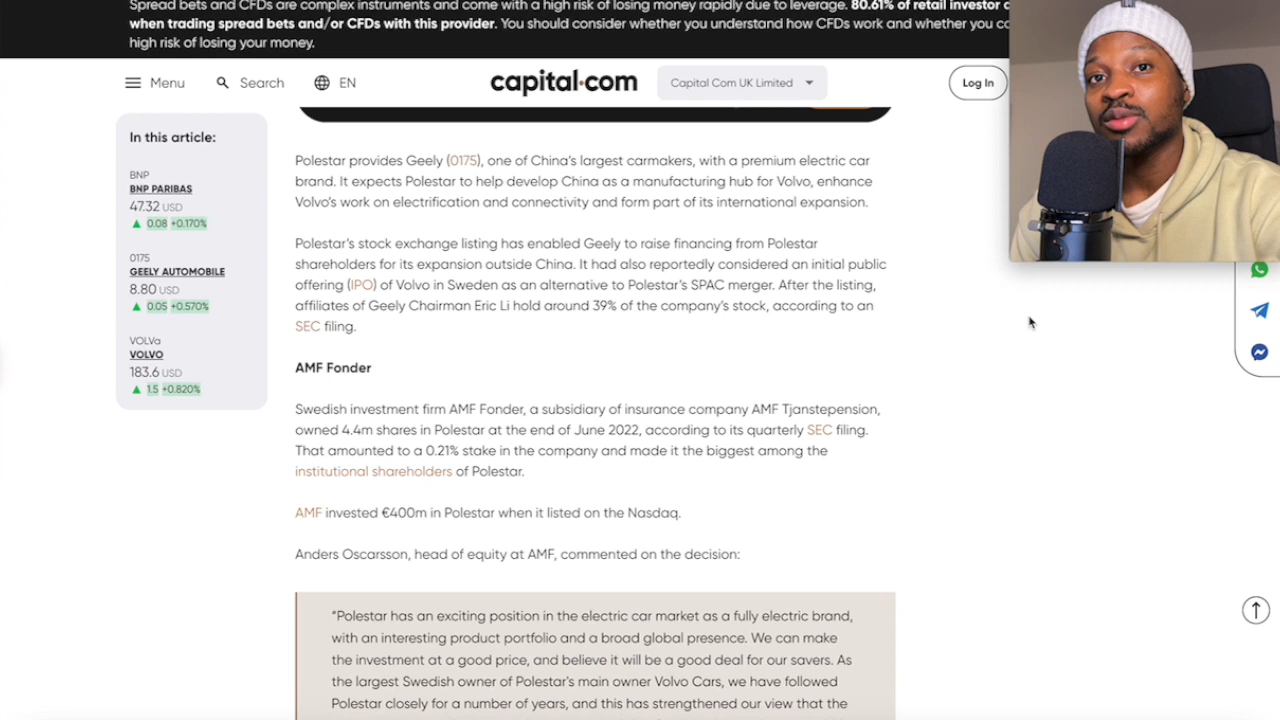 Spread bets and CFDs are complex instruments and come with a high risk of losing money rapidly due to leverage. 80.61% of retail investor
when trading spread bets and/or CFDs with this provider. You should consider whether you understand how CFDs work and whether you
high risk of losing your money.
Menu Search EN capital.com Capital Com UK Limited Log In
In this article:
BNP
BNP PARIBAS
47.32 USD
0.08 +0.170%
0175
GEELY AUTOMOBILE
8.80 USD
0.05 +0.570%
VOLVa
VOLVO
183.6 USD
1.5 +0.820%
Polestar provides Geely (0175), one of China's largest carmakers, with a premium electric car
brand. It expects Polestar to help develop China as a manufacturing hub for Volvo, enhance
Volvo's work on electrification and connectivity and form part of its international expansion.
Polestar's stock exchange listing has enabled Geely to raise financing from Polestar
shareholders for its expansion outside China. It had also reportedly considered an initial public
offering (IPO) of Volvo in Sweden as an alternative to Polestar's SPAC merger. After the listing,
affiliates of Geely Chairman Eric Li hold around 39% of the company's stock, according to an
SEC filing.
AMF Fonder
Swedish investment firm AMF Fonder, a subsidiary of insurance company AMF Tjanstepension,
owned 4.4m shares in Polestar at the end of June 2022, according to its quarterly SEC filing.
That amounted to a 0.21% stake in the company and made it the biggest among the
institutional shareholders of Polestar.
AMF invested €400m in Polestar when it listed on the Nasdaq.
Anders Oscarsson, head of equity at AMF, commented on the decision:
"Polestar has an exciting position in the electric car market as a fully electric brand,
with an interesting product portfolio and a broad global presence. We can make
the investment at a good price, and believe it will be a good deal for our savers. As
the largest Swedish owner of Polestar's main owner Volvo Cars, we have followed
Polestar closely for a number of years, and this has strengthened our view that the